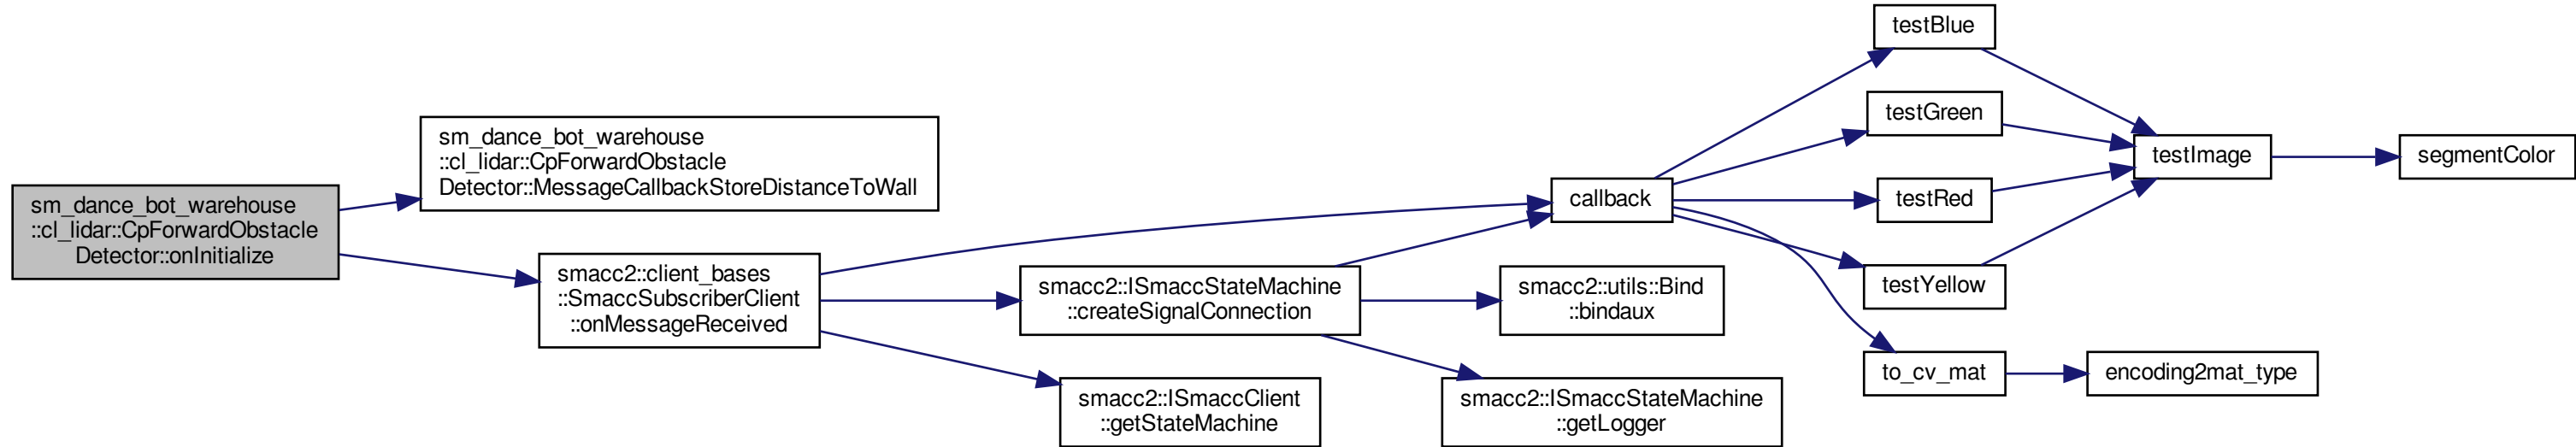 sm_dance_bot_warehouse
::cl_lidar::CpForwardObstacle
Detector::onInitialize
sm_dance_bot_warehouse
::cl_lidar::CpForwardObstacle
Detector::MessageCallbackStoreDistanceToWall
smacc2::client_bases
::SmaccSubscriberClient
::onMessageReceived
smacc2::ISmaccStateMachine
::createSignalConnection
smacc2::ISmaccClient
::getStateMachine
callback
smacc2::utils::Bind
::bindaux
smacc2::ISmaccStateMachine
::getLogger
testBlue
testGreen
testRed
testYellow
to_cv_mat
testImage
encoding2mat_type
segmentColor